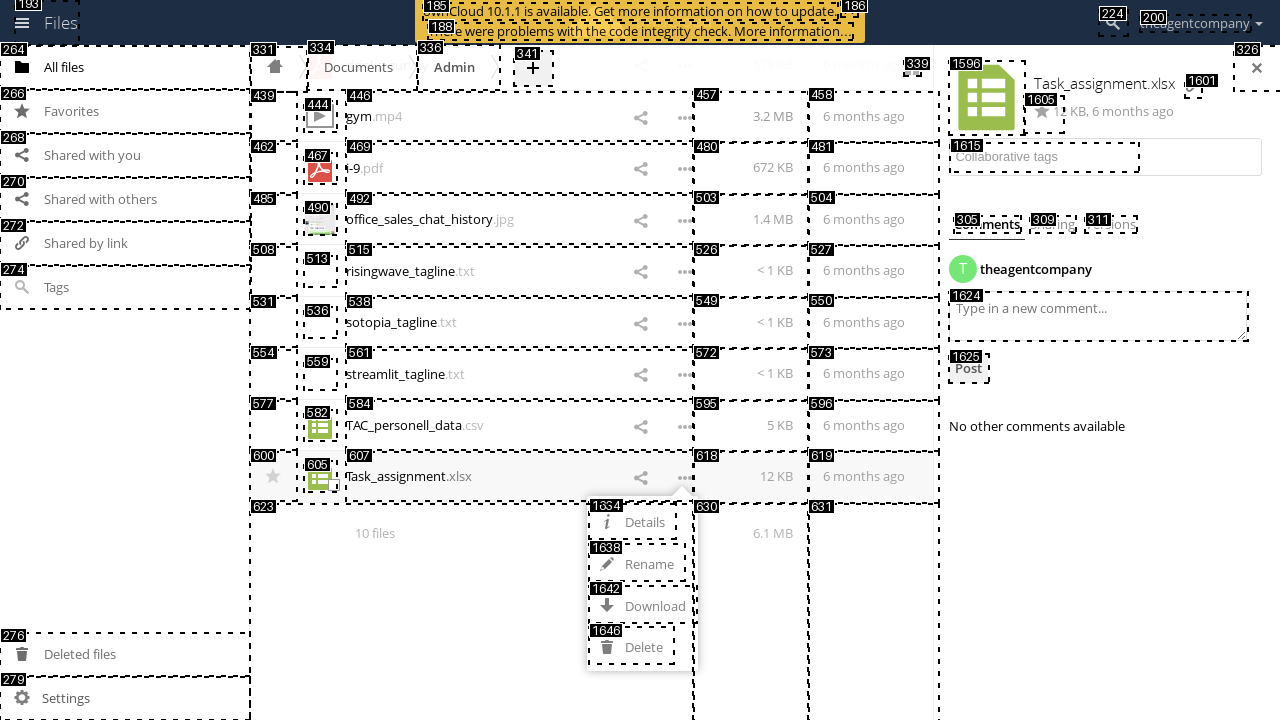 193
Files
185
Cloud 10.1.1 is available. Get more information on how to update.
186
188
were problems with the code integrity check. More information...
224
200
theagentcompany
264
All files
266
Favorites
268
Shared with you
270
Shared with others
272
Shared by link
274
Tags
276
Deleted files
279
Settings
331
334
Documents
336
Admin
341
+
339
326
439
444
446
gym.mp4
457
3.2 MB
458
6 months ago
462
467
469
i-9.pdf
480
672 KB
481
6 months ago
485
490
492
office_sales_chat_history.jpg
503
1.4 MB
504
6 months ago
508
513
515
risingwave_tagline.txt
526
< 1 KB
527
6 months ago
531
536
538
sotopia_tagline.txt
549
< 1 KB
550
6 months ago
554
559
561
streamlit_tagline.txt
572
< 1 KB
573
6 months ago
577
582
584
TAC_personell_data.csv
595
5 KB
596
6 months ago
600
605
607
Task_assignment.xlsx
618
12 KB
619
6 months ago
623
10 files
630
6.1 MB
631
1634
Details
1638
Rename
1642
Download
1646
Delete
1596
Task_assignment.xlsx
1601
1605
12 KB, 6 months ago
1615
Collaborative tags
305
Comments
309
Sharing
311
Versions
T
theagentcompany
1624
Type in a new comment...
1625
Post
No other comments available